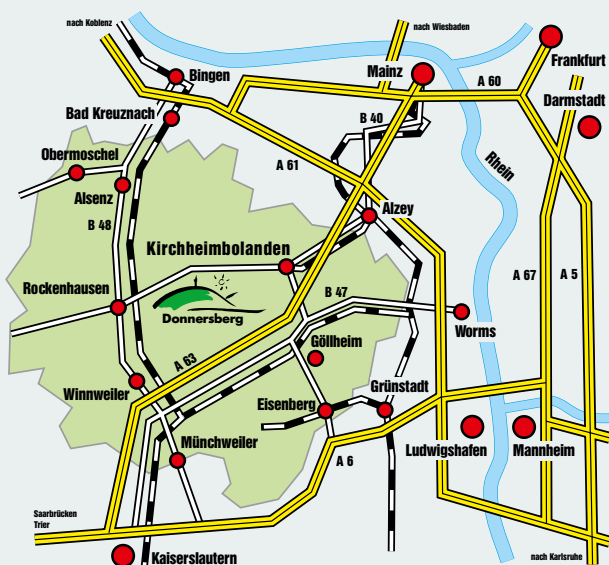 nach Koblenz
nach Wiesbaden
Frankfurt
Bingen
Mainz
A 60
Darmstadt
Bad Kreuznach
B 40
Obermoschel
A 61
Rhein
Alsenz
Alzey
B 48
Kirchheimbolanden
A 67
A 5
Rockenhausen
Donnersberg
B 47
Worms
Göllheim
A 63
Winnweiler
Grünstadt
Eisenberg
Münchweiler
Ludwigshafen
Mannheim
A 6
Saarbrücken
Trier
Kaiserslautern
nach Karlsruhe